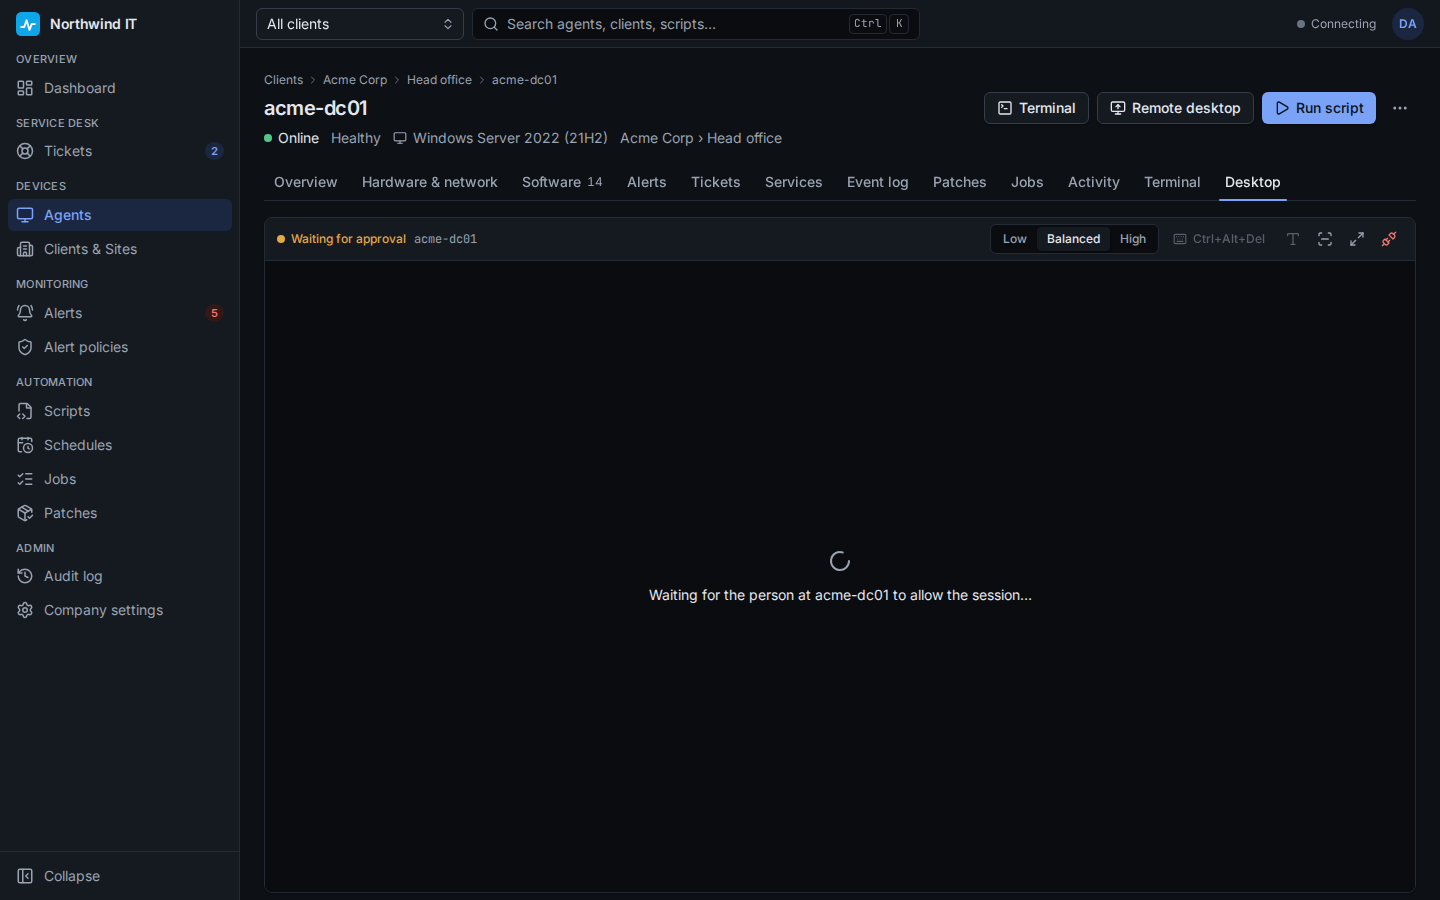 Northwind IT
All clients
Search agents, clients, scripts...
Ctrl K
Connecting
DA
OVERVIEW
Dashboard
SERVICE DESK
Tickets 2
DEVICES
Agents
Clients & Sites
MONITORING
Alerts 5
Alert policies
AUTOMATION
Scripts
Schedules
Jobs
Patches
ADMIN
Audit log
Company settings
Collapse
Clients > Acme Corp > Head office > acme-dc01
acme-dc01
Terminal
Remote desktop
Run script
Online Healthy Windows Server 2022 (21H2) Acme Corp › Head office
Overview Hardware & network Software 14 Alerts Tickets Services Event log Patches Jobs Activity Terminal Desktop
Waiting for approval acme-dc01
Low Balanced High Ctrl+Alt+Del
Waiting for the person at acme-dc01 to allow the session...